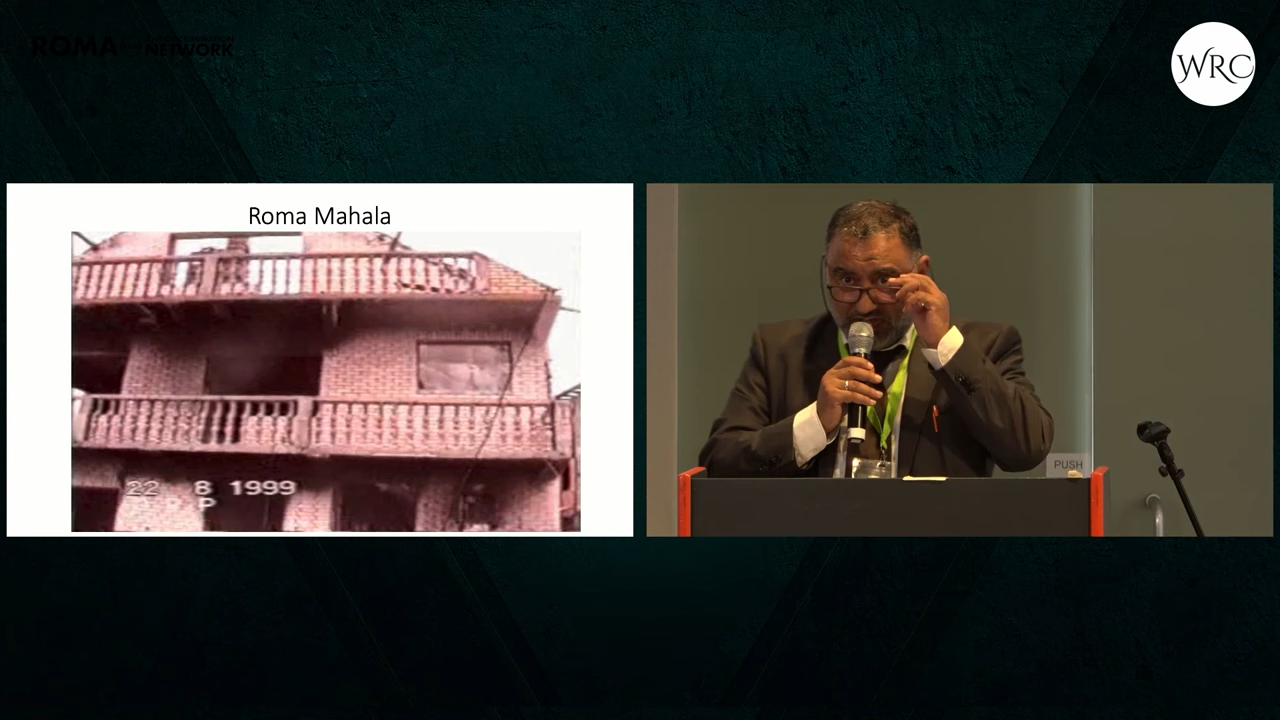 ROMA NETWORK
WRC
Roma Mahala
22 8 1999
P
PUSH